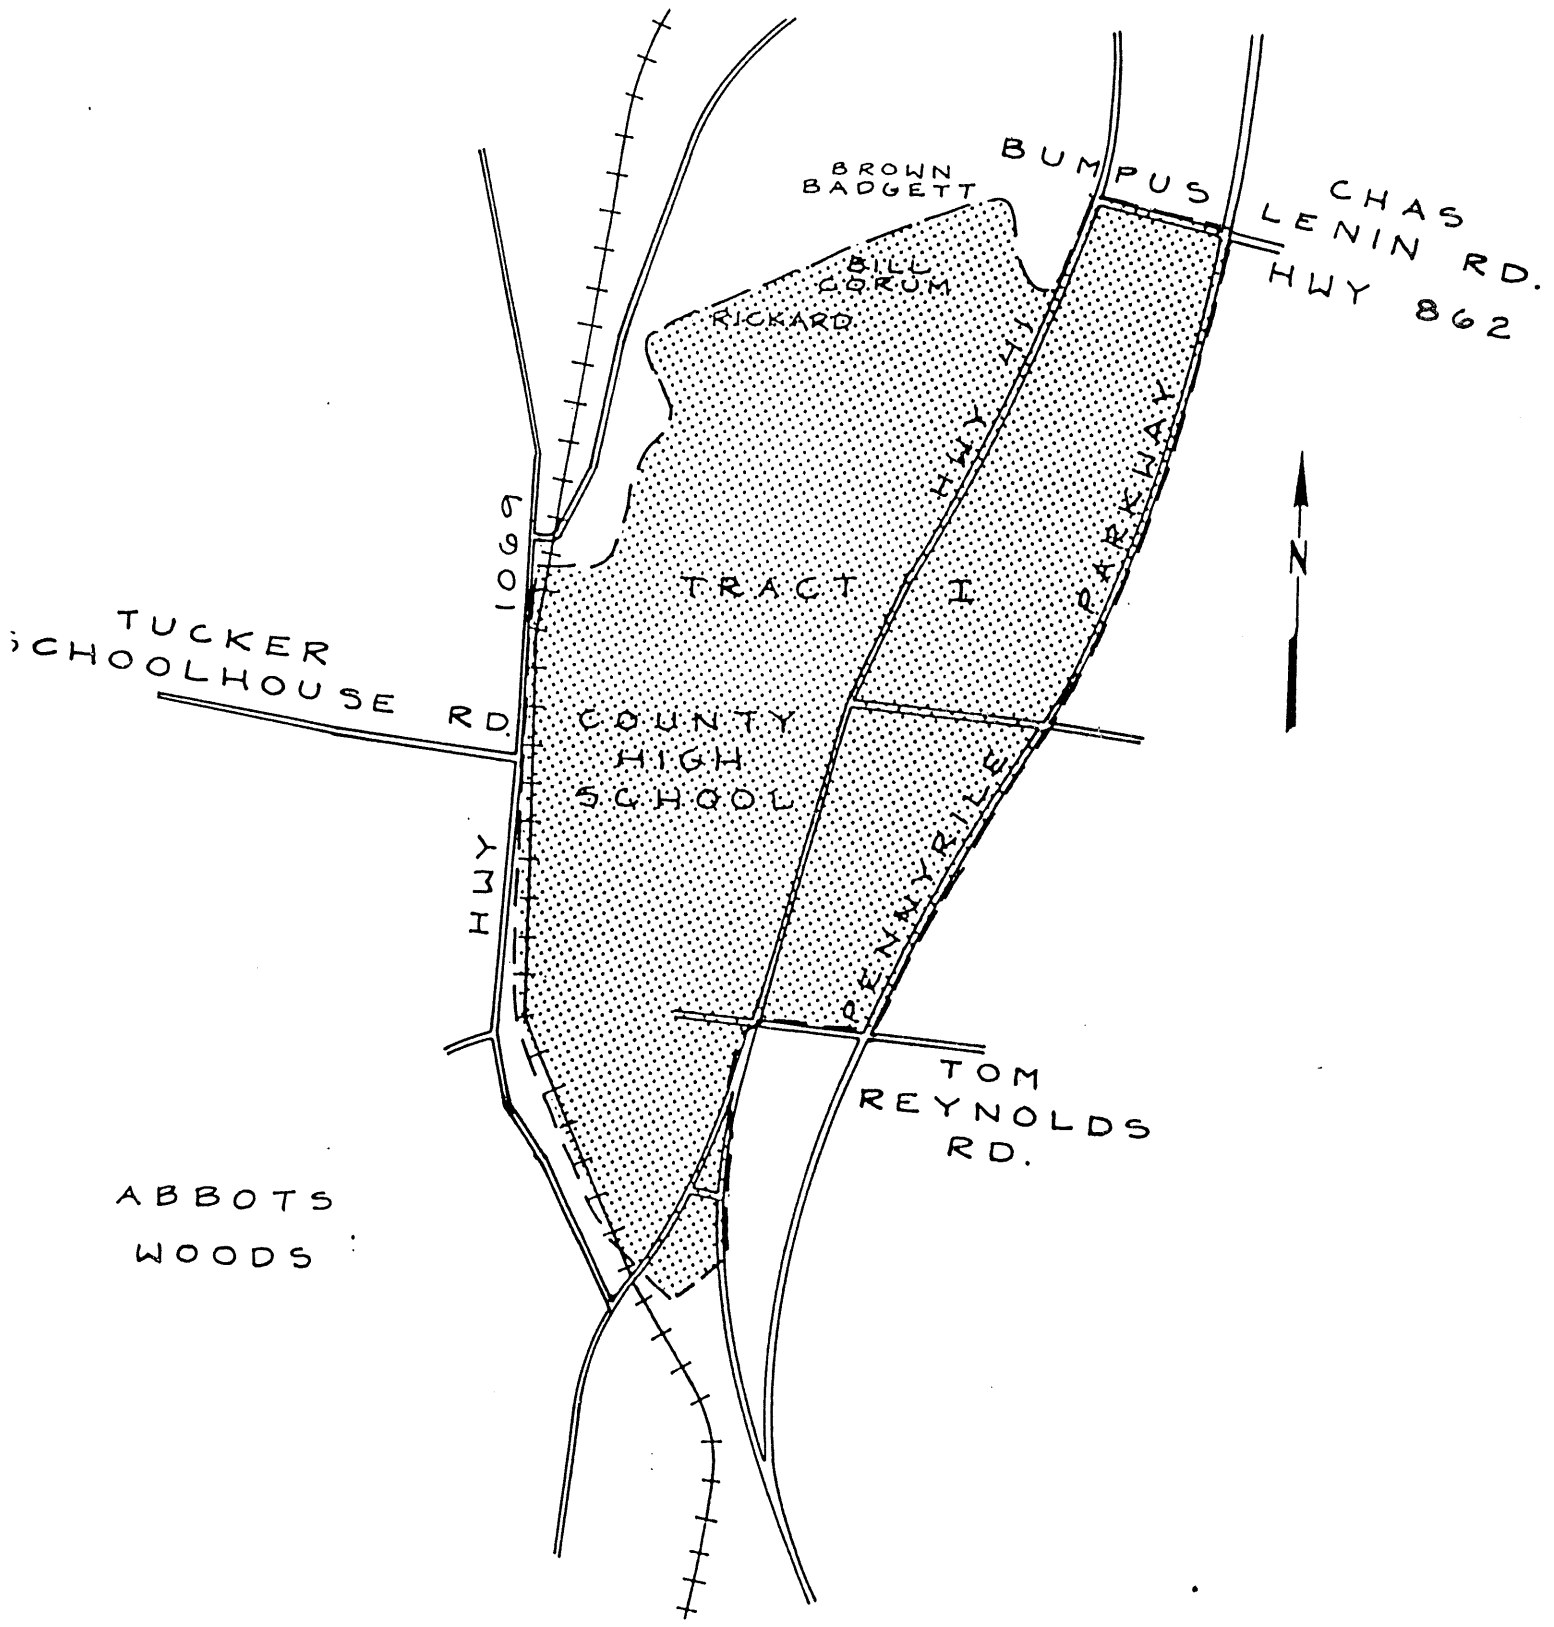 BUMPUS
BROWN
BADGETT
CHAS
LENIN RD.
HWY 862
BILL
CORUM
RICKARD
HWY 41
PARKWAY
PENNYRILE
N
HWY 1069
TRACT I
TUCKER
SCHOOLHOUSE RD
COUNTY
HIGH
SCHOOL
TOM
REYNOLDS
RD.
ABBOTS
WOODS